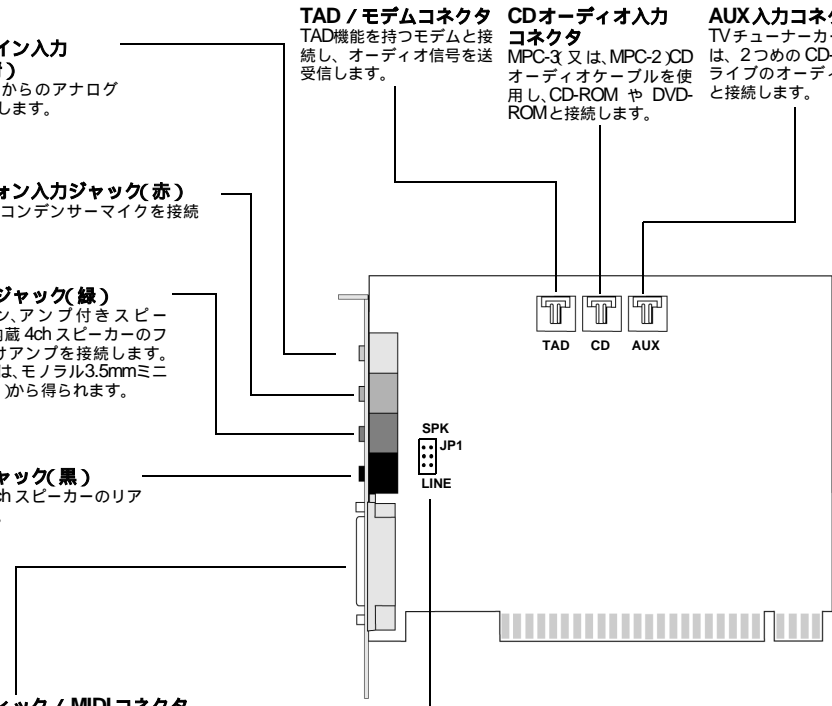 TAD / モデムコネクタ
TAD機能を持つモデムと接
続し、オーディオ信号を送
受信します。
CDオーディオ入力
コネクタ
MPC-3(又は、MPC-2)CD
オーディオケーブルを使
用し、CD-ROM や DVD-
ROMと接続します。
AUX入力コネ
TVチューナーカ
は、2つめの CD-
ライブのオーディ
と接続します。
イン入力
)
からのアナログ
します。
ォン入力ジャック(赤)
コンデンサーマイクを接続
ジャック(緑)
ン、アンプ付きスピー
内蔵 4ch スピーカーのフ
けアンプを接続します。
は、モノラル3.5mmミニ
)から得られます。
ャック(黒)
ch スピーカーのリア
TAD CD AUX
SPK
JP1
LINE
ィック / MIDIコネクタ